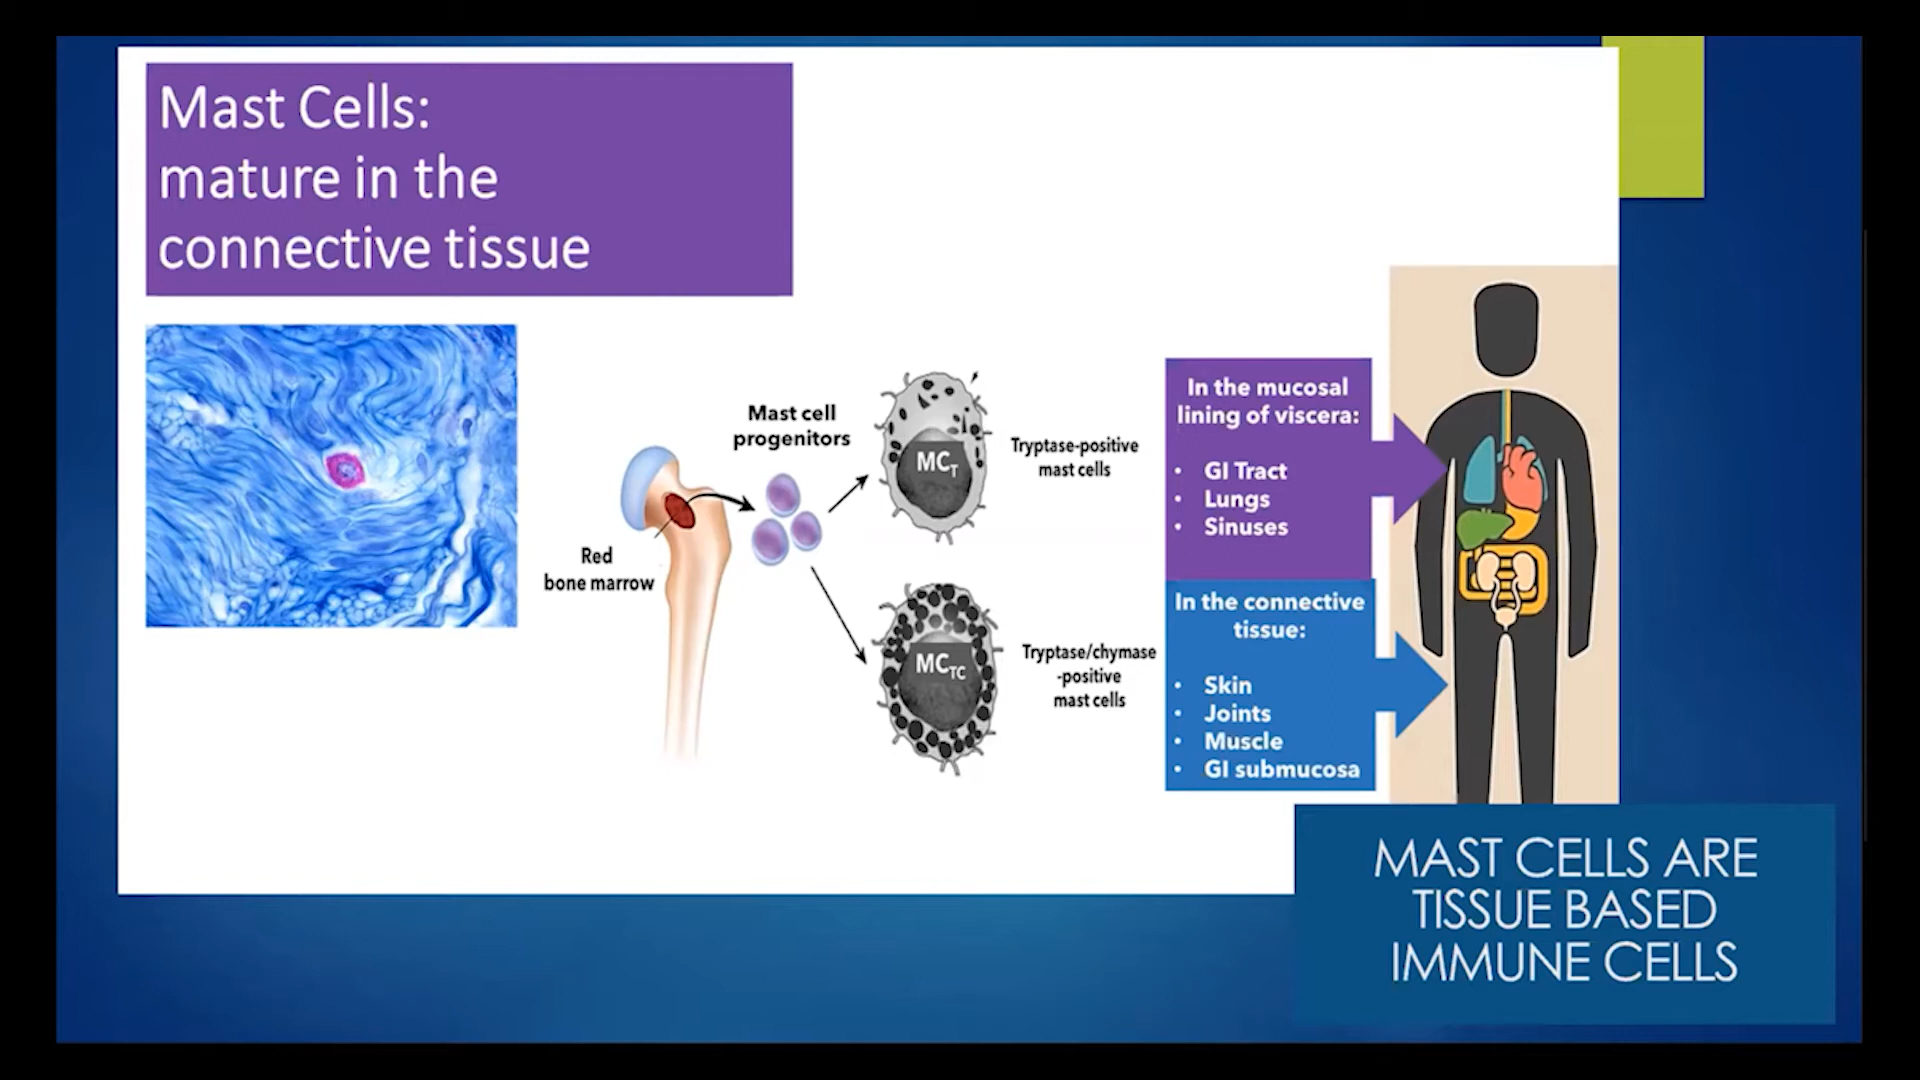 Mast Cells:
mature in the
connective tissue
Mast cell
progenitors
Red
bone marrow
MCT
Tryptase-positive
mast cells
MCTC
Tryptase/chymase
-positive
mast cells
In the mucosal
lining of viscera:
• GI Tract
• Lungs
• Sinuses
In the connective
tissue:
• Skin
• Joints
• Muscle
• GI submucosa
MAST CELLS ARE
TISSUE BASED
IMMUNE CELLS